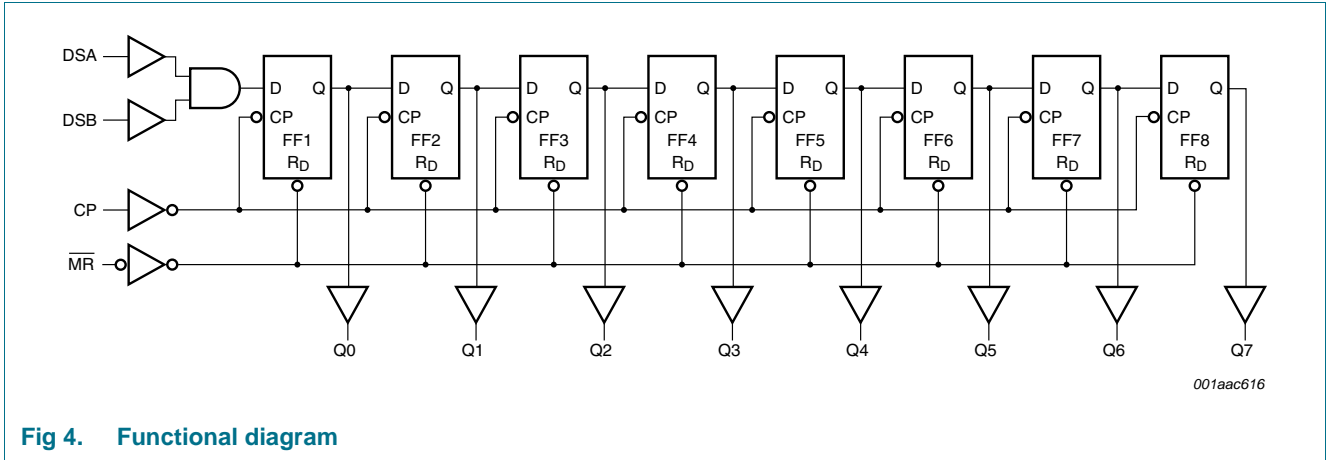 DSA
DSB
CP
M̅R̅
D Q
CP
FF1
RD
D Q
CP
FF2
RD
D Q
CP
FF3
RD
D Q
CP
FF4
RD
D Q
CP
FF5
RD
D Q
CP
FF6
RD
D Q
CP
FF7
RD
D Q
CP
FF8
RD
Q0 Q1 Q2 Q3 Q4 Q5 Q6 Q7
001aac616
Fig 4. Functional diagram